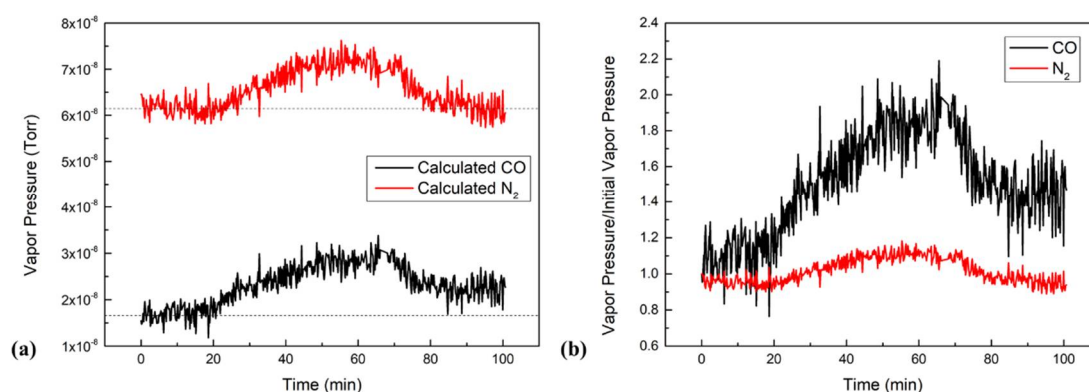 8x10⁻⁸
7x10⁻⁸
6x10⁻⁸
5x10⁻⁸
4x10⁻⁸
3x10⁻⁸
2x10⁻⁸
1x10⁻⁸
Vapor Pressure (Torr)
Calculated CO
Calculated N₂
0 20 40 60 80 100
Time (min)
(a)
2.4
2.2
2.0
1.8
1.6
1.4
1.2
1.0
0.8
0.6
Vapor Pressure/Initial Vapor Pressure
CO
N₂
0 20 40 60 80 100
Time (min)
(b)